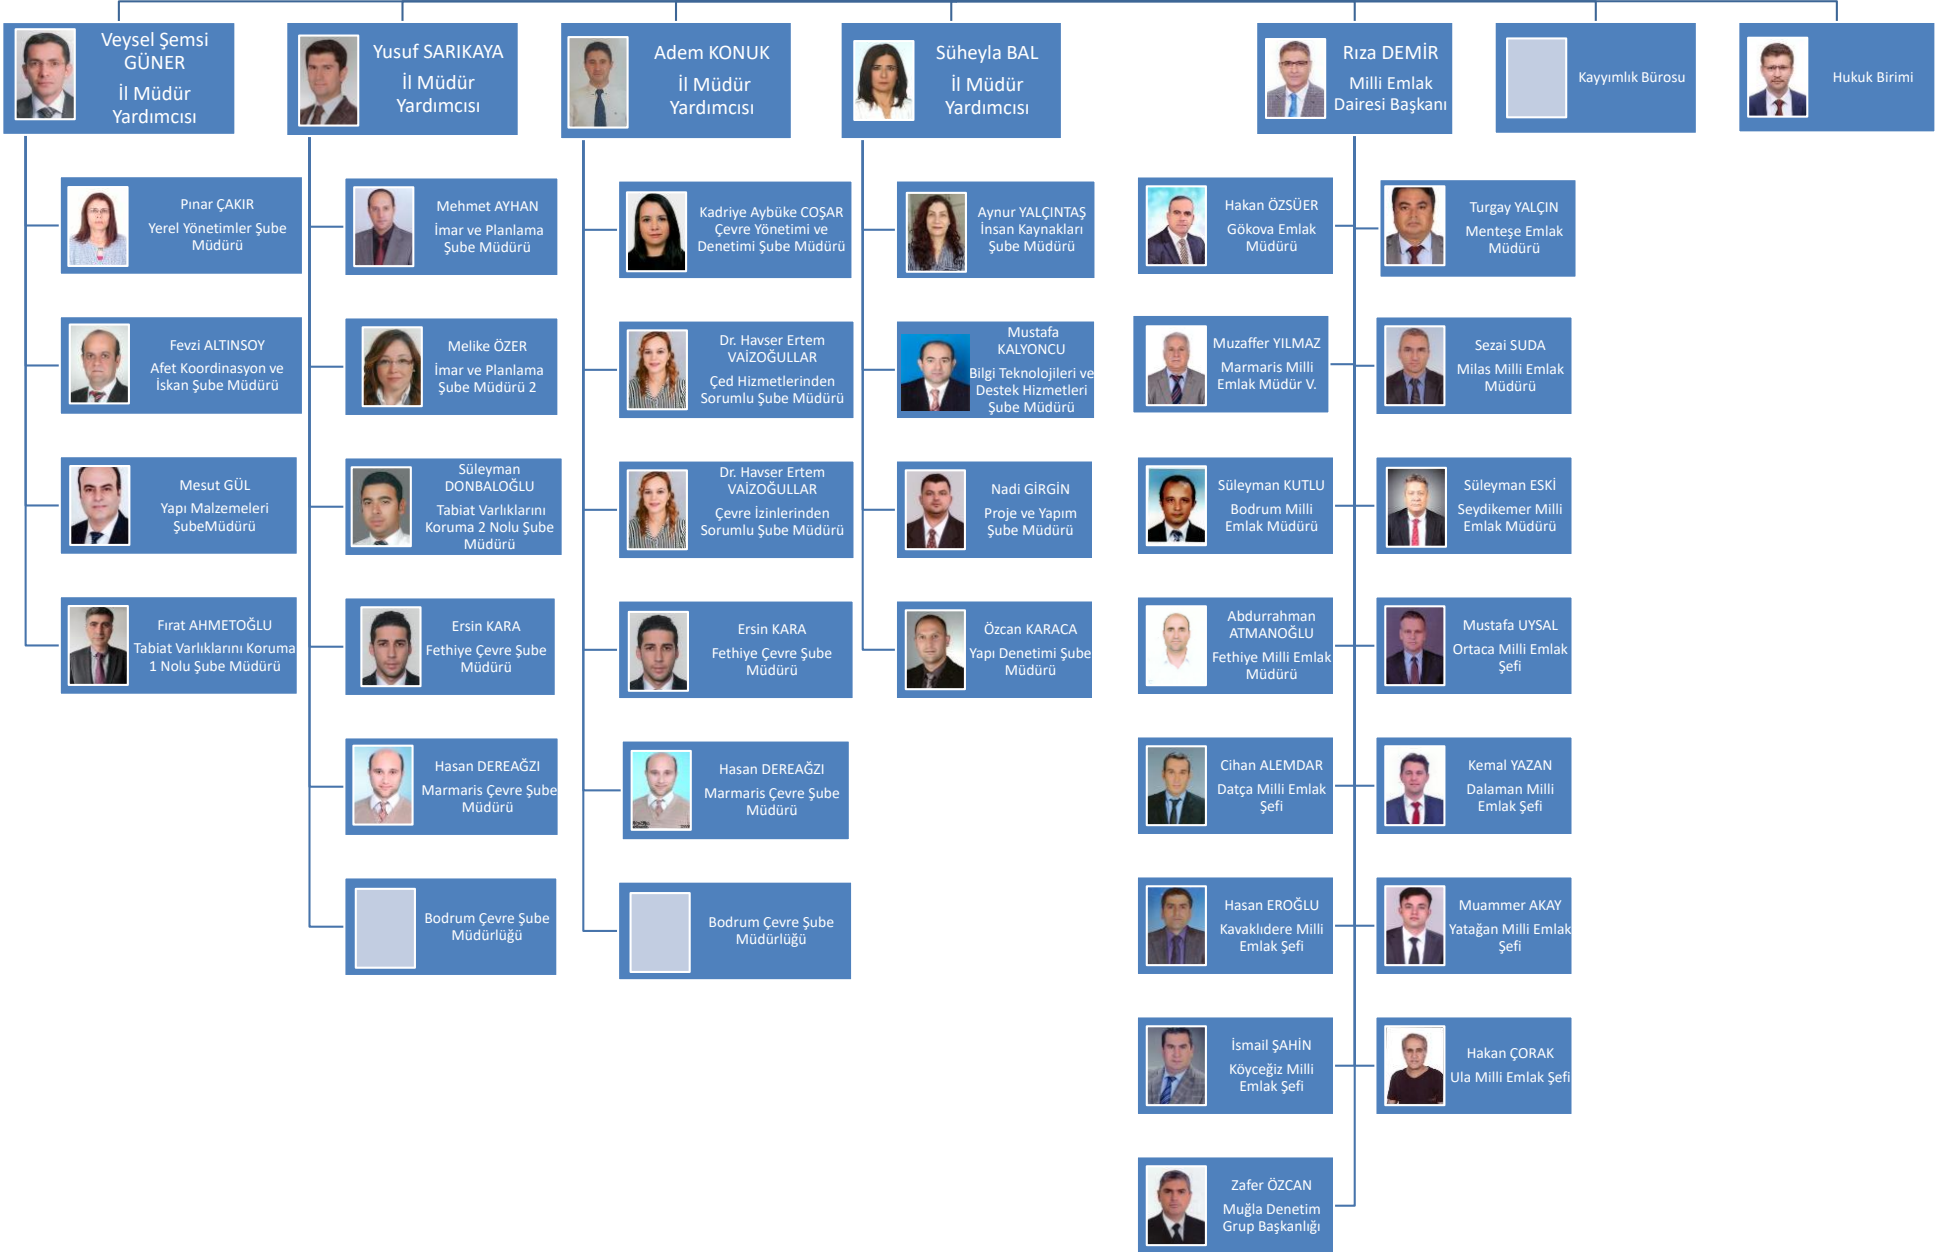 Veysel Şemsi
GÜNER
İl Müdür
Yardımcısı
Yusuf SARIKAYA
İl Müdür
Yardımcısı
Adem KONUK
İl Müdür
Yardımcısı
Süheyla BAL
İl Müdür
Yardımcısı
Rıza DEMİR
Milli Emlak
Dairesi Başkanı
Kayyımlık Bürosu
Hukuk Birimi
Pınar ÇAKIR
Yerel Yönetimler Şube
Müdürü
Fevzi ALTINSOY
Afet Koordinasyon ve
İskan Şube Müdürü
Mesut GÜL
Yapı Malzemeleri
ŞubeMüdürü
Fırat AHMETOĞLU
Tabiat Varlıklarını Koruma
1 Nolu Şube Müdürü
Mehmet AYHAN
İmar ve Planlama
Şube Müdürü
Melike ÖZER
İmar ve Planlama
Şube Müdürü 2
Süleyman
DONBALOĞLU
Tabiat Varlıklarını
Koruma 2 Nolu Şube
Müdürü
Ersin KARA
Fethiye Çevre Şube
Müdürü
Hasan DEREAĞZI
Marmaris Çevre Şube
Müdürü
Bodrum Çevre Şube
Müdürlüğü
Kadriye Aybüke COŞAR
Çevre Yönetimi ve
Denetimi Şube Müdürü
Dr. Havser Ertem
VAİZOĞULLAR
Çed Hizmetlerinden
Sorumlu Şube Müdürü
Dr. Havser Ertem
VAİZOĞULLAR
Çevre İzinlerinden
Sorumlu Şube Müdürü
Ersin KARA
Fethiye Çevre Şube
Müdürü
Hasan DEREAĞZI
Marmaris Çevre Şube
Müdürü
Bodrum Çevre Şube
Müdürlüğü
Aynur YALÇINTAŞ
İnsan Kaynakları
Şube Müdürü
Mustafa
KALYONCU
Bilgi Teknolojileri ve
Destek Hizmetleri
Şube Müdürü
Nadi GİRGİN
Proje ve Yapım
Şube Müdürü
Özcan KARACA
Yapı Denetimi Şube
Müdürü
Hakan ÖZSÜER
Gökova Emlak
Müdürü
Turgay YALÇIN
Menteşe Emlak
Müdürü
Muzaffer YILMAZ
Marmaris Milli
Emlak Müdür V.
Sezai SUDA
Milas Milli Emlak
Müdürü
Süleyman KUTLU
Bodrum Milli
Emlak Müdürü
Süleyman ESKİ
Seydikemer Milli
Emlak Müdürü
Abdurrahman
ATMANOĞLU
Fethiye Milli Emlak
Müdürü
Mustafa UYSAL
Ortaca Milli Emlak
Şefi
Cihan ALEMDAR
Datça Milli Emlak
Şefi
Kemal YAZAN
Dalaman Milli
Emlak Şefi
Hasan EROĞLU
Kavaklıdere Milli
Emlak Şefi
Muammer AKAY
Yatağan Milli Emlak
Şefi
İsmail ŞAHİN
Köyceğiz Milli
Emlak Şefi
Hakan ÇORAK
Ula Milli Emlak Şefi
Zafer ÖZCAN
Muğla Denetim
Grup Başkanlığı